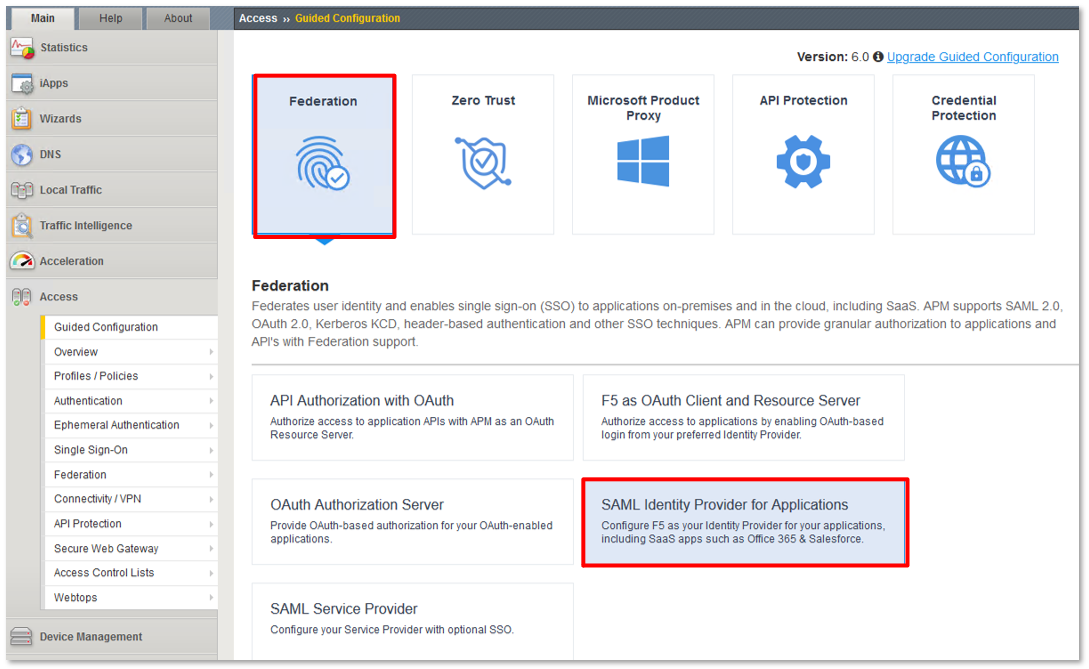 Main Help About
Access ›› Guided Configuration
Statistics
iApps
Wizards
DNS
Local Traffic
Traffic Intelligence
Acceleration
Access
Guided Configuration
Overview
Profiles / Policies
Authentication
Ephemeral Authentication
Single Sign-On
Federation
Connectivity / VPN
API Protection
Secure Web Gateway
Access Control Lists
Webtops
Device Management
Version: 6.0 Upgrade Guided Configuration
Federation
Zero Trust
Microsoft Product
Proxy
API Protection
Credential
Protection
Federation
Federates user identity and enables single sign-on (SSO) to applications on-premises and in the cloud, including SaaS. APM supports SAML 2.0,
OAuth 2.0, Kerberos KCD, header-based authentication and other SSO techniques. APM can provide granular authorization to applications and
API's with Federation support.
API Authorization with OAuth
Authorize access to application APIs with APM as an OAuth
Resource Server.
F5 as OAuth Client and Resource Server
Authorize access to applications by enabling OAuth-based
login from your preferred Identity Provider.
OAuth Authorization Server
Provide OAuth-based authorization for your OAuth-enabled
applications.
SAML Identity Provider for Applications
Configure F5 as your Identity Provider for your applications,
including SaaS apps such as Office 365 & Salesforce.
SAML Service Provider
Configure your Service Provider with optional SSO.